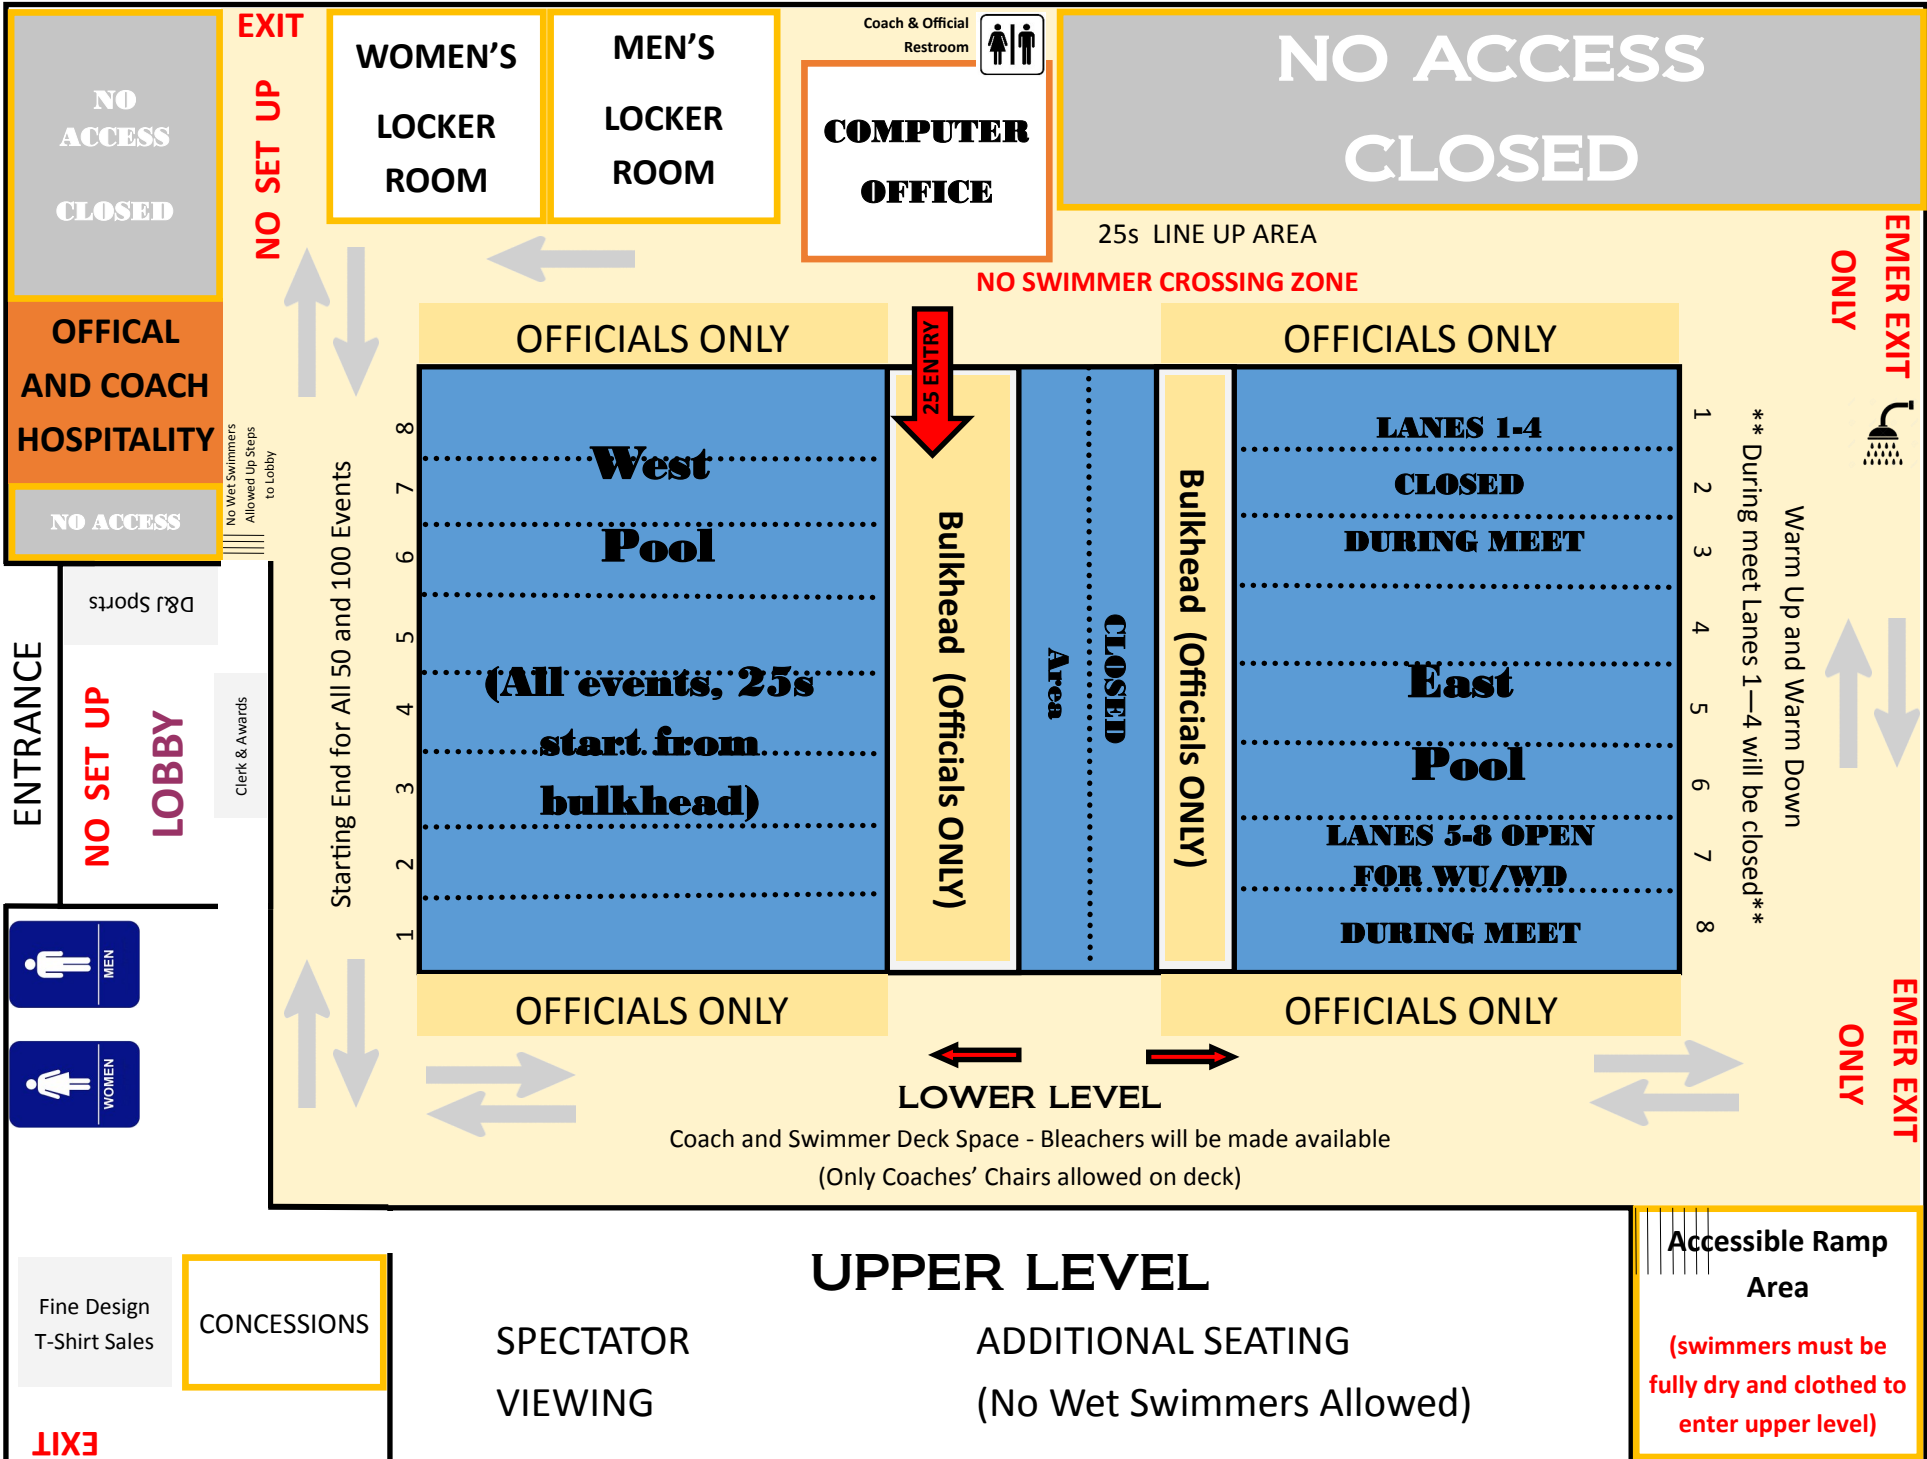 EXIT
NO SET UP
NO
ACCESS
CLOSED
WOMEN'S
LOCKER
ROOM
MEN'S
LOCKER
ROOM
Coach & Official
Restroom
COMPUTER
OFFICE
NO ACCESS
CLOSED
25s LINE UP AREA
NO SWIMMER CROSSING ZONE
EMER EXIT
ONLY
OFFICAL
AND COACH
HOSPITALITY
NO ACCESS
No Wet Swimmers
Allowed Up Steps
to Lobby
OFFICIALS ONLY
25 ENTRY
OFFICIALS ONLY
Starting End for All 50 and 100 Events
8
7
6
5
4
3
2
1
West
Pool
(All events, 25s
start from
bulkhead)
Bulkhead (Officials ONLY)
CLOSED
Area
Bulkhead (Officials ONLY)
LANES 1-4
CLOSED
DURING MEET
East
Pool
LANES 5-8 OPEN
FOR WU/WD
DURING MEET
1
2
3
4
5
6
7
8
Warm Up and Warm Down
** During meet Lanes 1—4 will be closed**
D&J Sports
ENTRANCE
NO SET UP
LOBBY
Clerk & Awards
MEN
WOMEN
OFFICIALS ONLY
OFFICIALS ONLY
EMER EXIT
ONLY
LOWER LEVEL
Coach and Swimmer Deck Space - Bleachers will be made available
(Only Coaches' Chairs allowed on deck)
Fine Design
T-Shirt Sales
CONCESSIONS
EXIT
UPPER LEVEL
SPECTATOR
VIEWING
ADDITIONAL SEATING
(No Wet Swimmers Allowed)
Accessible Ramp
Area
(swimmers must be
fully dry and clothed to
enter upper level)